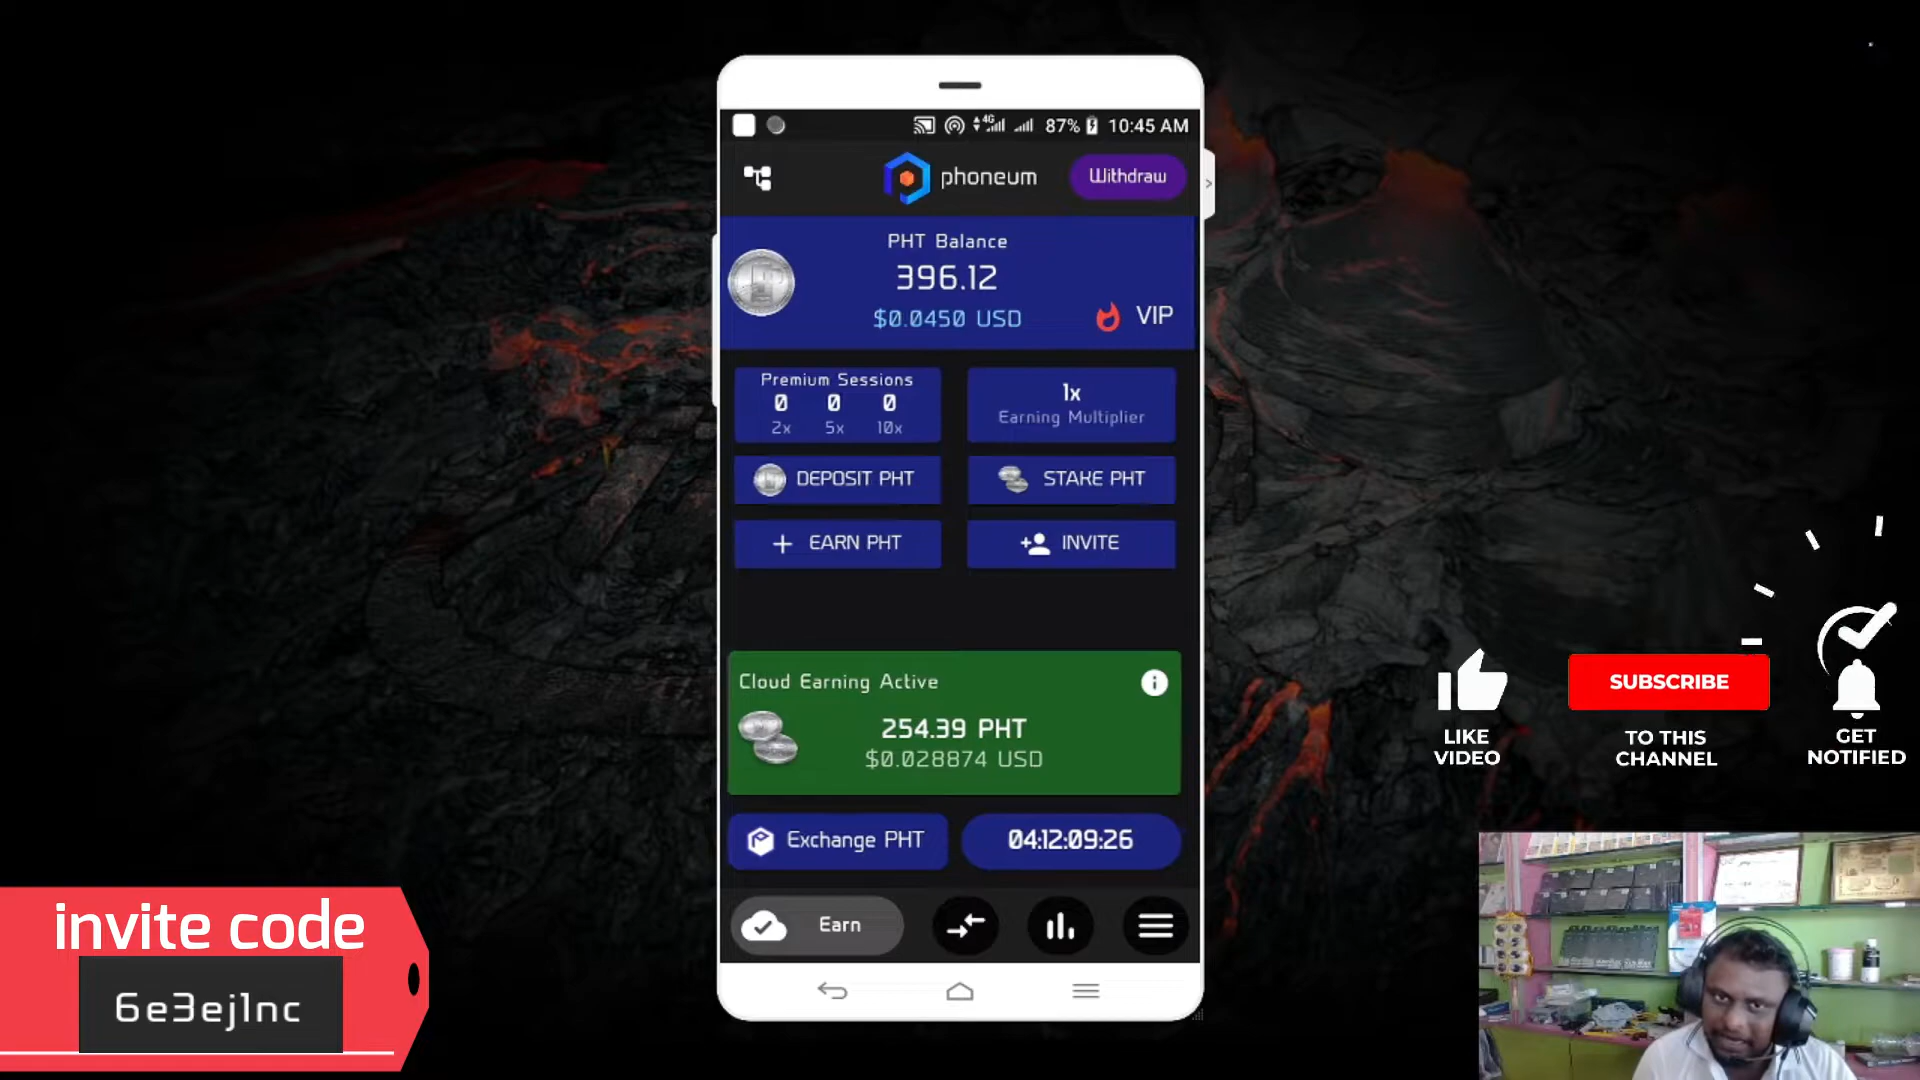 4G
87%
10:45 AM
phoneum
Withdraw
PHT Balance
396.12
$0.0450 USD
VIP
Premium Sessions
0 0 0
2x 5x 10x
1x
Earning Multiplier
DEPOSIT PHT
STAKE PHT
+ EARN PHT
INVITE
Cloud Earning Active
254.39 PHT
$0.028874 USD
Exchange PHT
04:12:09:26
Earn
invite code
6e3ej1nc
LIKE
VIDEO
SUBSCRIBE
TO THIS
CHANNEL
GET
NOTIFIED